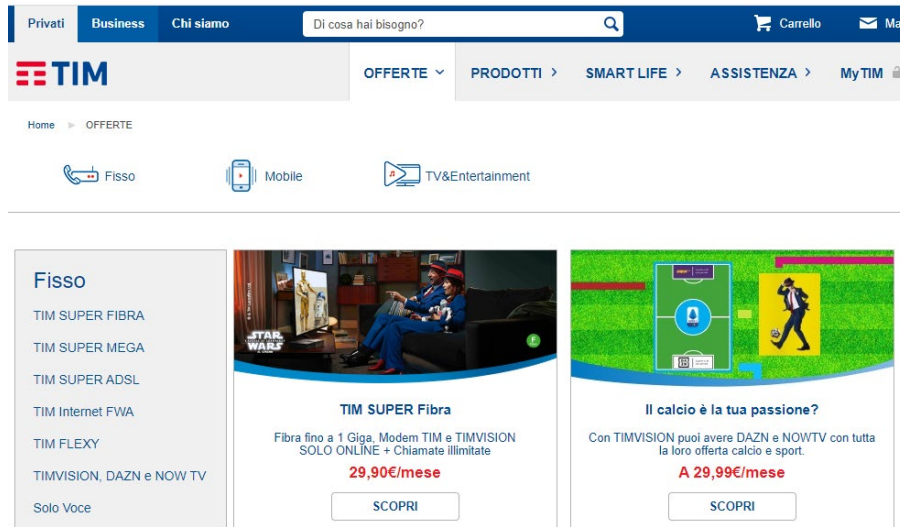 Privati Business Chi siamo Di cosa hai bisogno? Carrello Ma
TIM OFFERTE PRODOTTI SMART LIFE ASSISTENZA MyTIM
Home OFFERTE
Fisso Mobile TV&Entertainment
Fisso
TIM SUPER FIBRA
TIM SUPER MEGA
TIM SUPER ADSL
TIM Internet FWA
TIM FLEXY
TIMVISION, DAZN e NOW TV
Solo Voce
STAR
WARS
TIM SUPER Fibra
Fibra fino a 1 Giga, Modem TIM e TIMVISION
SOLO ONLINE + Chiamate illimitate
29,90€/mese
SCOPRI
Il calcio è la tua passione?
Con TIMVISION puoi avere DAZN e NOWTV con tutta
la loro offerta calcio e sport.
A 29,99€/mese
SCOPRI